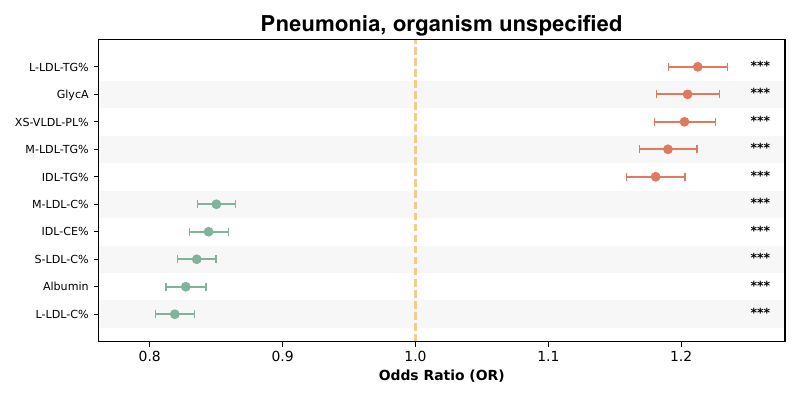 Pneumonia, organism unspecified
L-LDL-TG% ***
GlycA ***
XS-VLDL-PL% ***
M-LDL-TG% ***
IDL-TG% ***
M-LDL-C% ***
IDL-CE% ***
S-LDL-C% ***
Albumin ***
L-LDL-C% ***
0.8 0.9 1.0 1.1 1.2
Odds Ratio (OR)